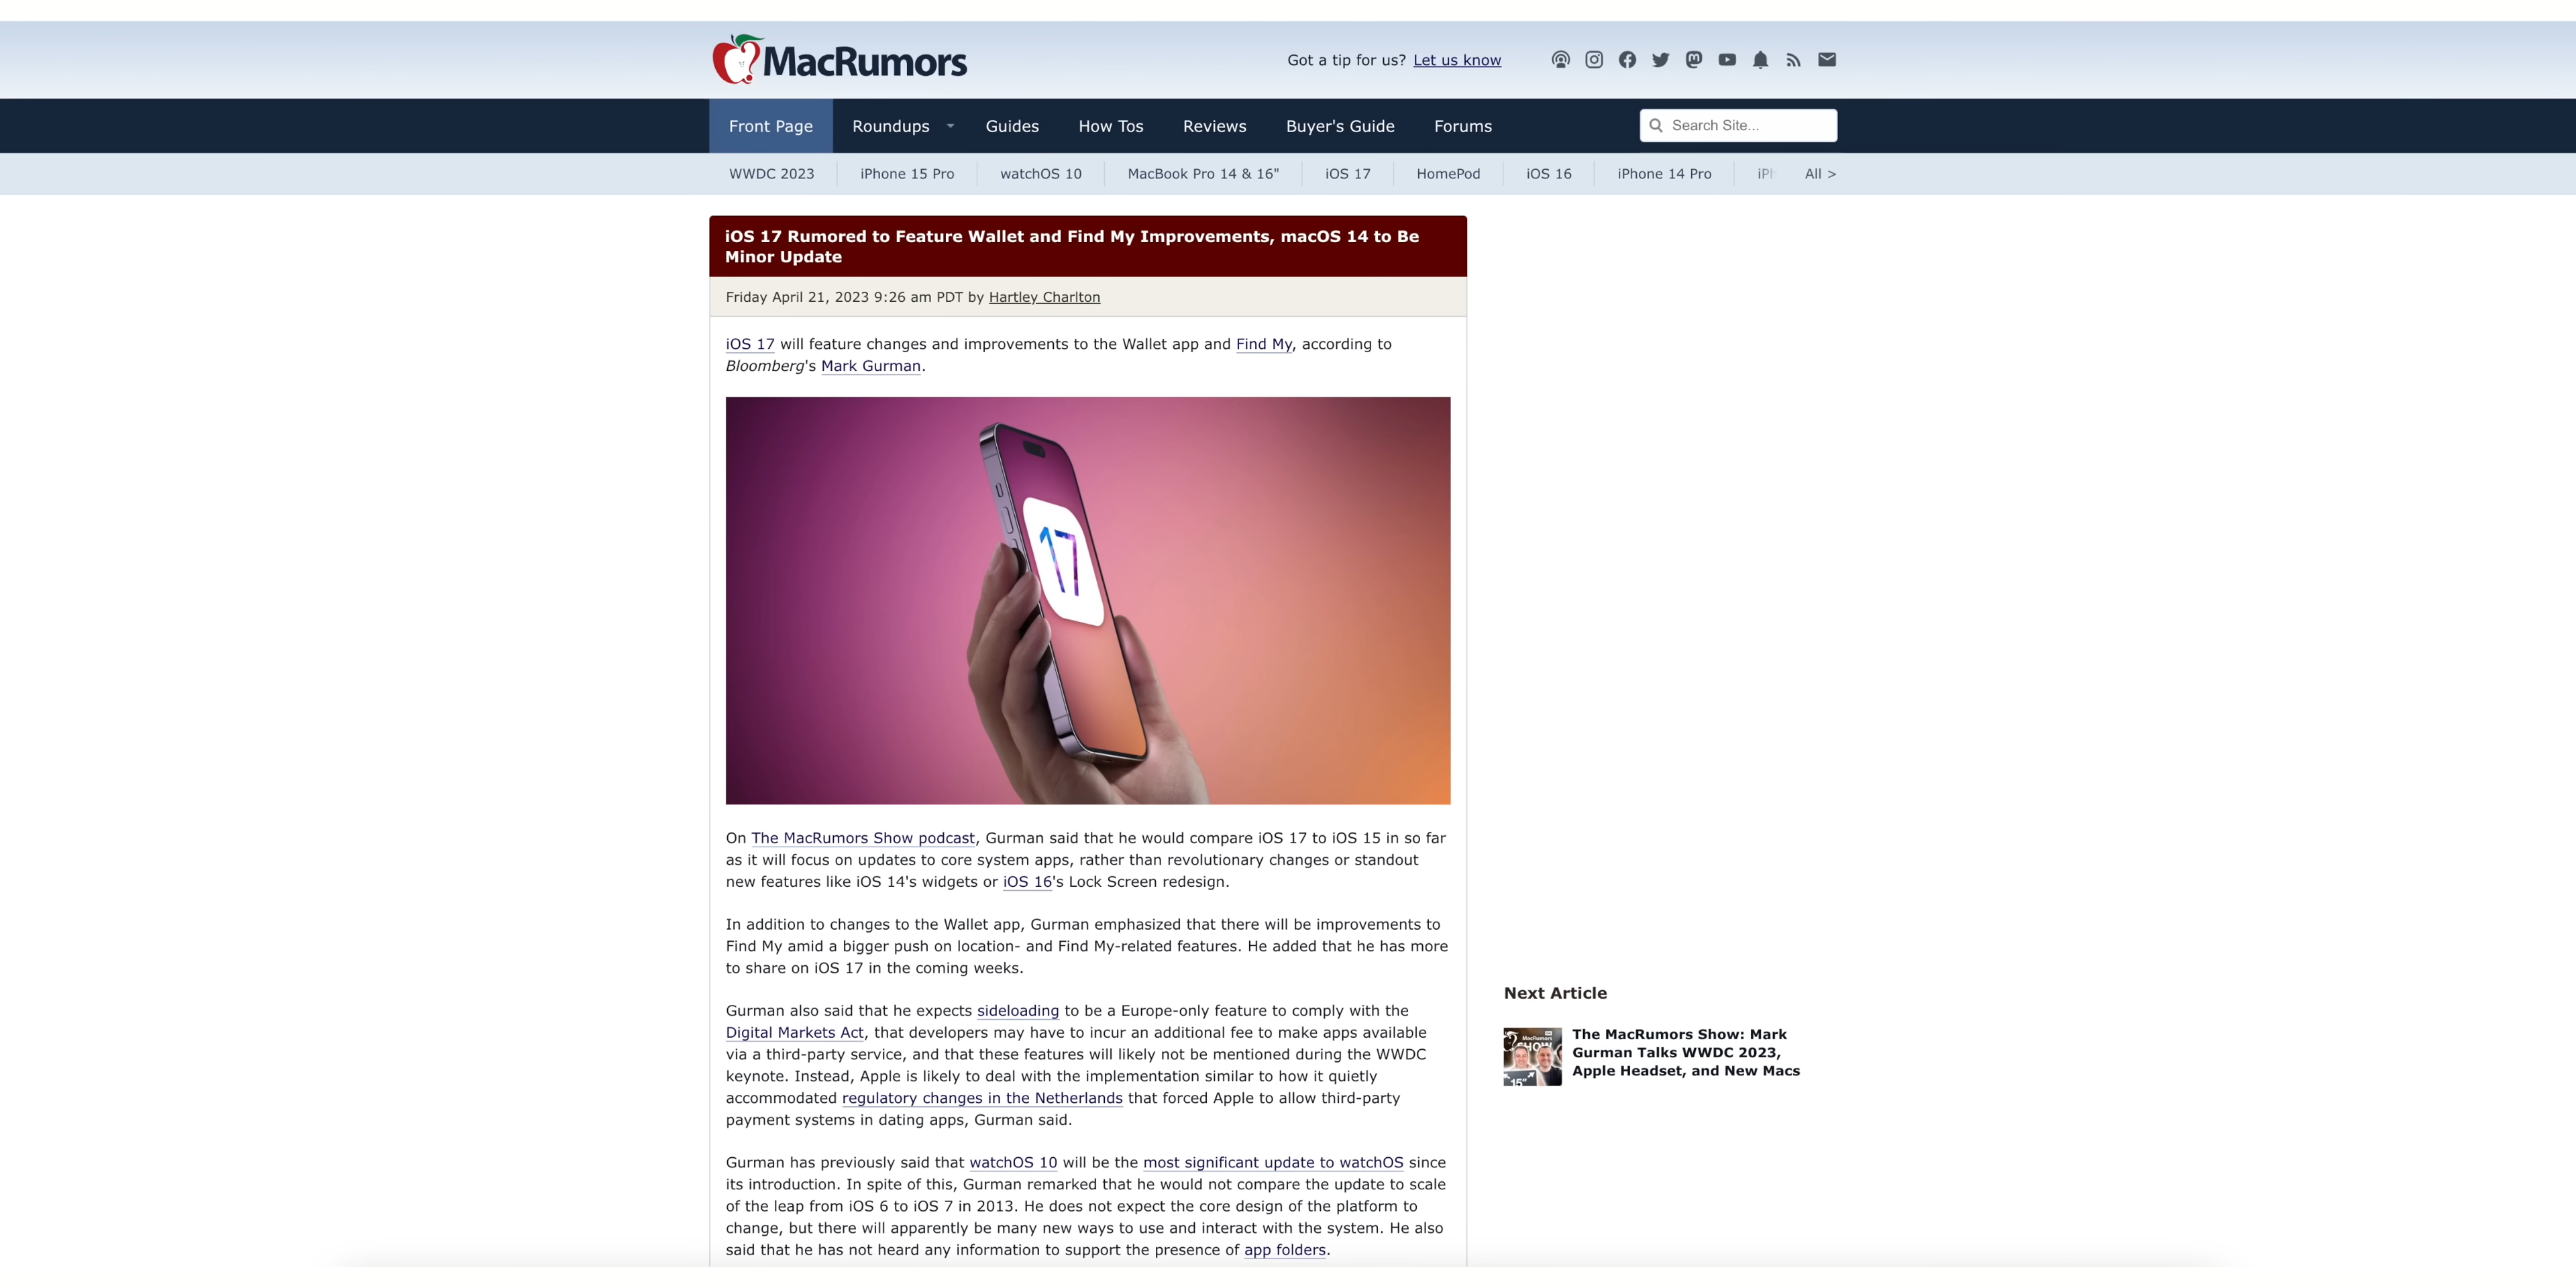 MacRumors
Got a tip for us? Let us know
Front Page
Roundups
Guides
How Tos
Reviews
Buyer's Guide
Forums
Search Site...
WWDC 2023
iPhone 15 Pro
watchOS 10
MacBook Pro 14 & 16"
iOS 17
HomePod
iOS 16
iPhone 14 Pro
iPh
All >
iOS 17 Rumored to Feature Wallet and Find My Improvements, macOS 14 to Be
Minor Update
Friday April 21, 2023 9:26 am PDT by Hartley Charlton
iOS 17 will feature changes and improvements to the Wallet app and Find My, according to
Bloomberg's Mark Gurman.
17
On The MacRumors Show podcast, Gurman said that he would compare iOS 17 to iOS 15 in so far
as it will focus on updates to core system apps, rather than revolutionary changes or standout
new features like iOS 14's widgets or iOS 16's Lock Screen redesign.
In addition to changes to the Wallet app, Gurman emphasized that there will be improvements to
Find My amid a bigger push on location- and Find My-related features. He added that he has more
to share on iOS 17 in the coming weeks.
Gurman also said that he expects sideloading to be a Europe-only feature to comply with the
Digital Markets Act, that developers may have to incur an additional fee to make apps available
via a third-party service, and that these features will likely not be mentioned during the WWDC
keynote. Instead, Apple is likely to deal with the implementation similar to how it quietly
accommodated regulatory changes in the Netherlands that forced Apple to allow third-party
payment systems in dating apps, Gurman said.
Gurman has previously said that watchOS 10 will be the most significant update to watchOS since
its introduction. In spite of this, Gurman remarked that he would not compare the update to scale
of the leap from iOS 6 to iOS 7 in 2013. He does not expect the core design of the platform to
change, but there will apparently be many new ways to use and interact with the system. He also
said that he has not heard any information to support the presence of app folders.
Next Article
MacRumors
SHOW
15"
The MacRumors Show: Mark
Gurman Talks WWDC 2023,
Apple Headset, and New Macs